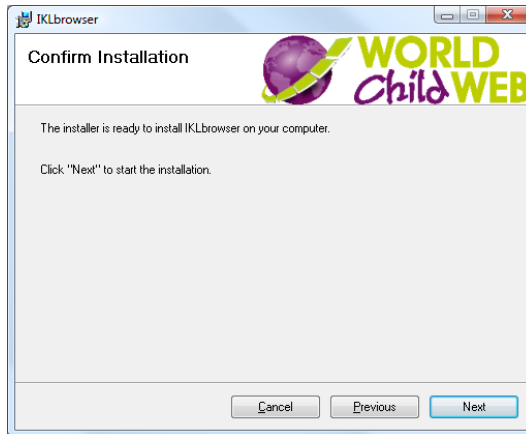 IKLbrowser
Confirm Installation
WORLD
Child WEB
The installer is ready to install IKLbrowser on your computer.
Click "Next" to start the installation.
Cancel
Previous
Next